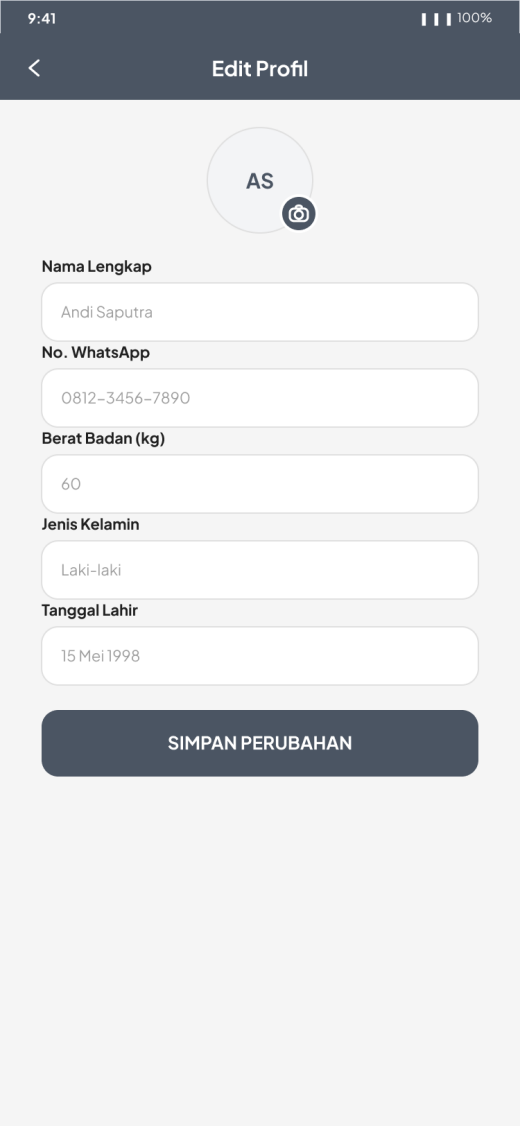 9:41
100%
Edit Profil
AS
Nama Lengkap
Andi Saputra
No. WhatsApp
0812-3456-7890
Berat Badan (kg)
60
Jenis Kelamin
Laki-laki
Tanggal Lahir
15 Mei 1998
SIMPAN PERUBAHAN